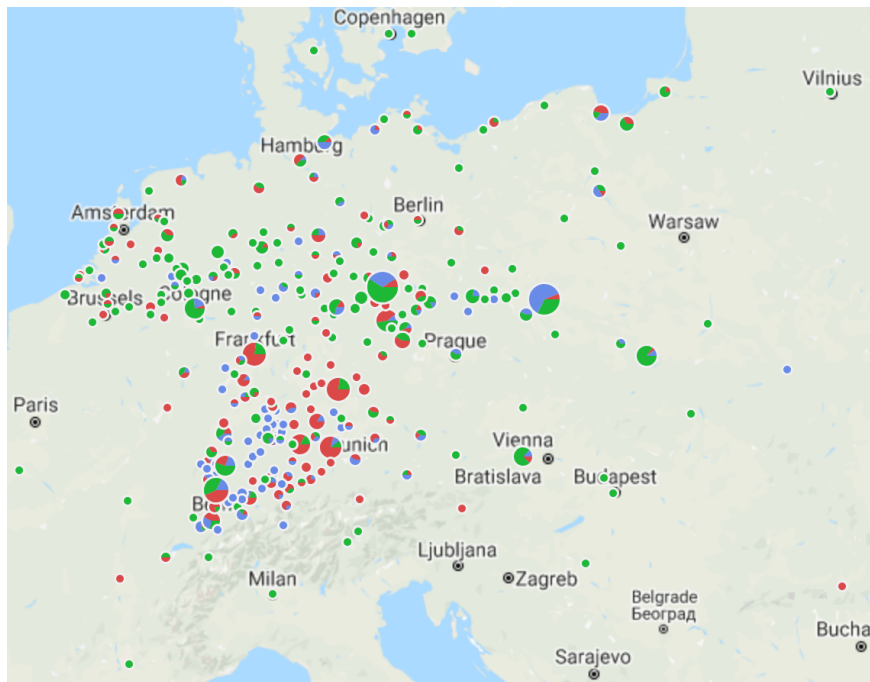 Copenhagen
Vilnius
Hamburg
Amsterdam
Berlin
Warsaw
Brussels
Cologne
Frankfurt
Prague
Paris
Munich
Vienna
Bratislava
Budapest
Ljubljana
Milan
Zagreb
Belgrade
Београд
Bucha
Sarajevo